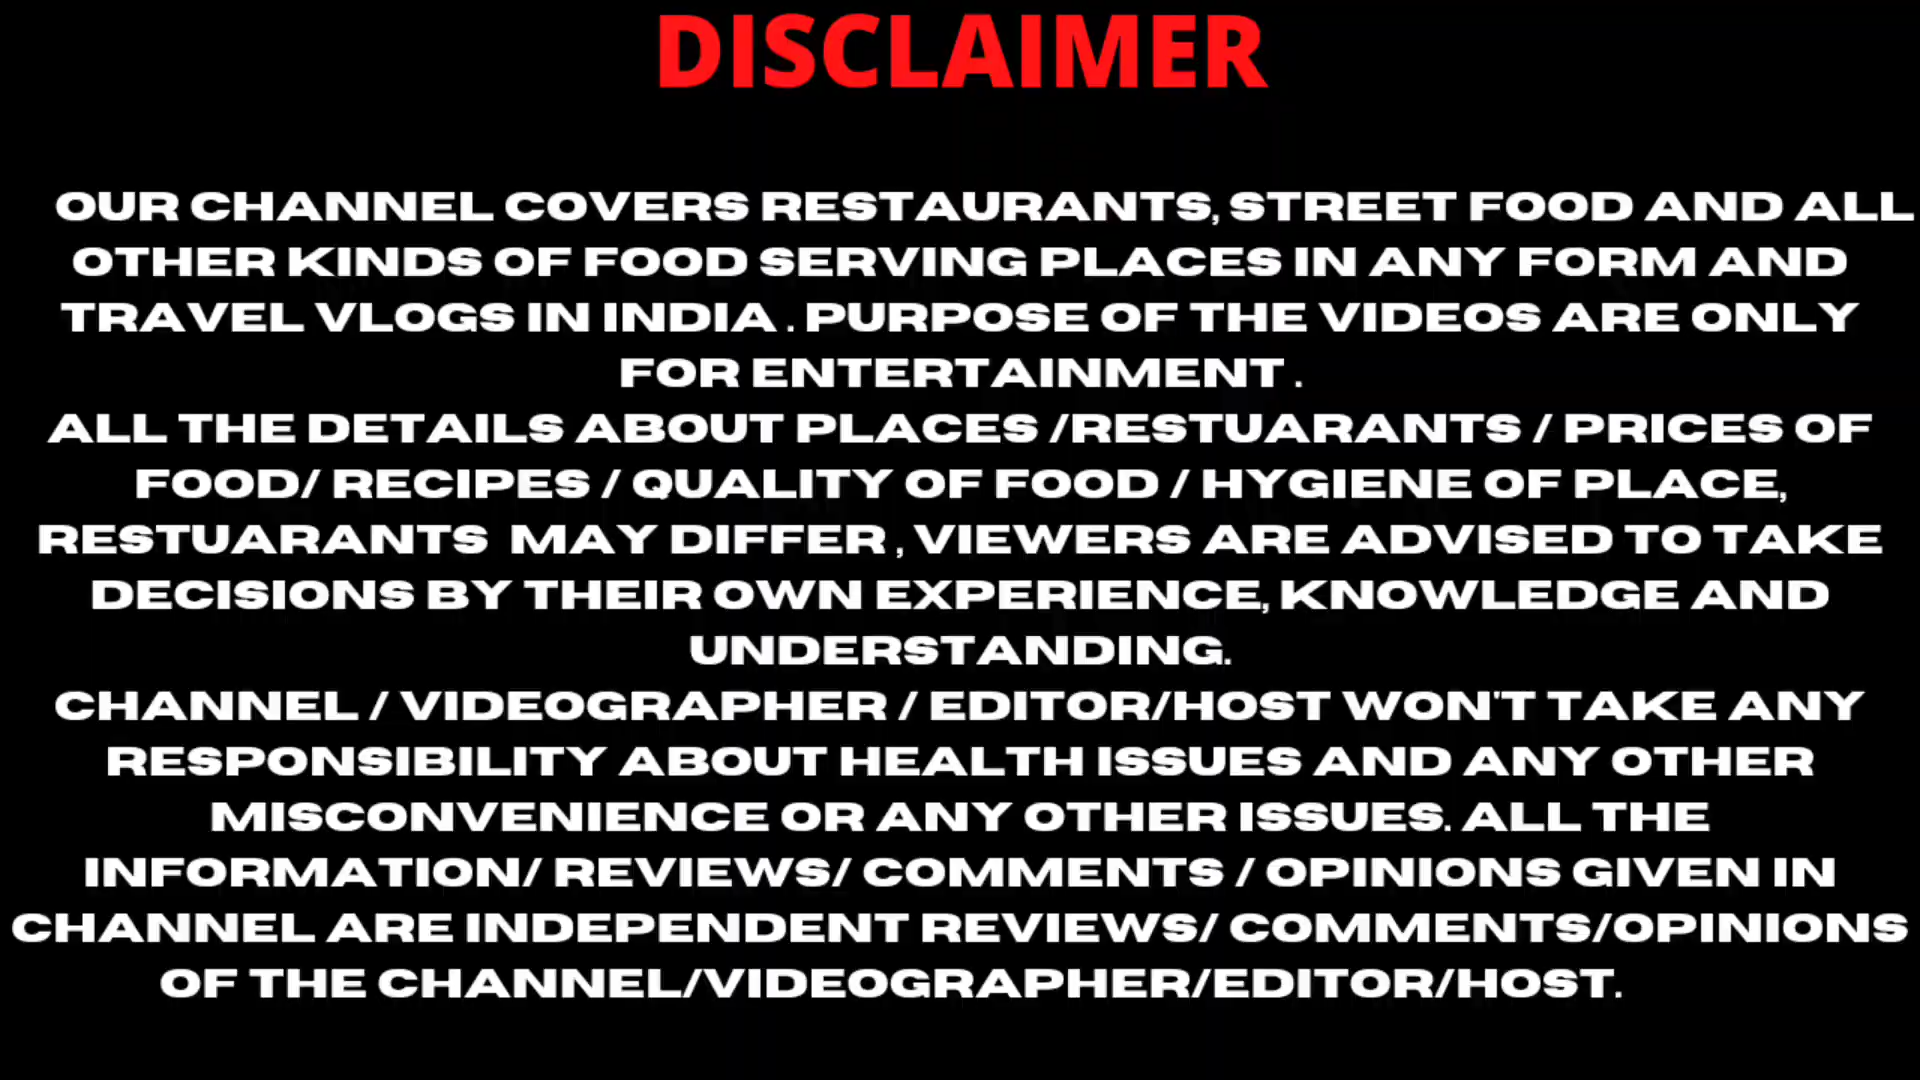 DISCLAIMER
OUR CHANNEL COVERS RESTAURANTS, STREET FOOD AND ALL
OTHER KINDS OF FOOD SERVING PLACES IN ANY FORM AND
TRAVEL VLOGS IN INDIA . PURPOSE OF THE VIDEOS ARE ONLY
FOR ENTERTAINMENT .
ALL THE DETAILS ABOUT PLACES /RESTUARANTS / PRICES OF
FOOD/ RECIPES / QUALITY OF FOOD / HYGIENE OF PLACE,
RESTUARANTS MAY DIFFER , VIEWERS ARE ADVISED TO TAKE
DECISIONS BY THEIR OWN EXPERIENCE, KNOWLEDGE AND
UNDERSTANDING.
CHANNEL / VIDEOGRAPHER / EDITOR/HOST WON'T TAKE ANY
RESPONSIBILITY ABOUT HEALTH ISSUES AND ANY OTHER
MISCONVENIENCE OR ANY OTHER ISSUES. ALL THE
INFORMATION/ REVIEWS/ COMMENTS / OPINIONS GIVEN IN
CHANNEL ARE INDEPENDENT REVIEWS/ COMMENTS/OPINIONS
OF THE CHANNEL/VIDEOGRAPHER/EDITOR/HOST.